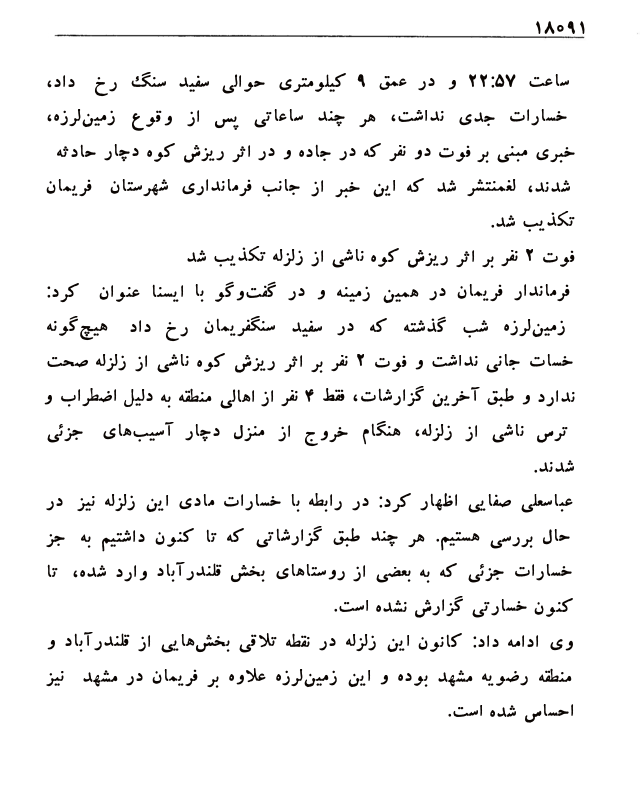 ۱۸۰۹۱
ساعت ۲۲:۵۷ و در عمق ۹ کیلومتری حوالی سفید سنگ رخ داد،
خسارات جدی نداشت، هر چند ساعاتی پس از وقوع زمین‌لرزه،
خبری مبنی بر فوت دو نفر که در جاده و در اثر ریزش کوه دچار حادثه
شدند، لغمنتشر شد که این خبر از جانب فرمانداری شهرستان فریمان
تکذیب شد.
فوت ۲ نفر بر اثر ریزش کوه ناشی از زلزله تکذیب شد
فرماندار فریمان در همین زمینه و در گفت‌وگو با ایسنا عنوان کرد:
زمین‌لرزه شب گذشته که در سفید سنگفریمان رخ داد هیچ‌گونه
خسات جانی نداشت و فوت ۲ نفر بر اثر ریزش کوه ناشی از زلزله صحت
ندارد و طبق آخرین گزارشات، فقط ۴ نفر از اهالی منطقه به دلیل اضطراب و
ترس ناشی از زلزله، هنگام خروج از منزل دچار آسیب‌های جزئی
شدند.
عباسعلی صفایی اظهار کرد: در رابطه با خسارات مادی این زلزله نیز در
حال بررسی هستیم. هر چند طبق گزارشاتی که تا کنون داشتیم به جز
خسارات جزئی که به بعضی از روستاهای بخش قلندرآباد وارد شده، تا
کنون خسارتی گزارش نشده است.
وی ادامه داد: کانون این زلزله در نقطه تلاقی بخش‌هایی از قلندرآباد و
منطقه رضویه مشهد بوده و این زمین‌لرزه علاوه بر فریمان در مشهد نیز
احساس شده است.